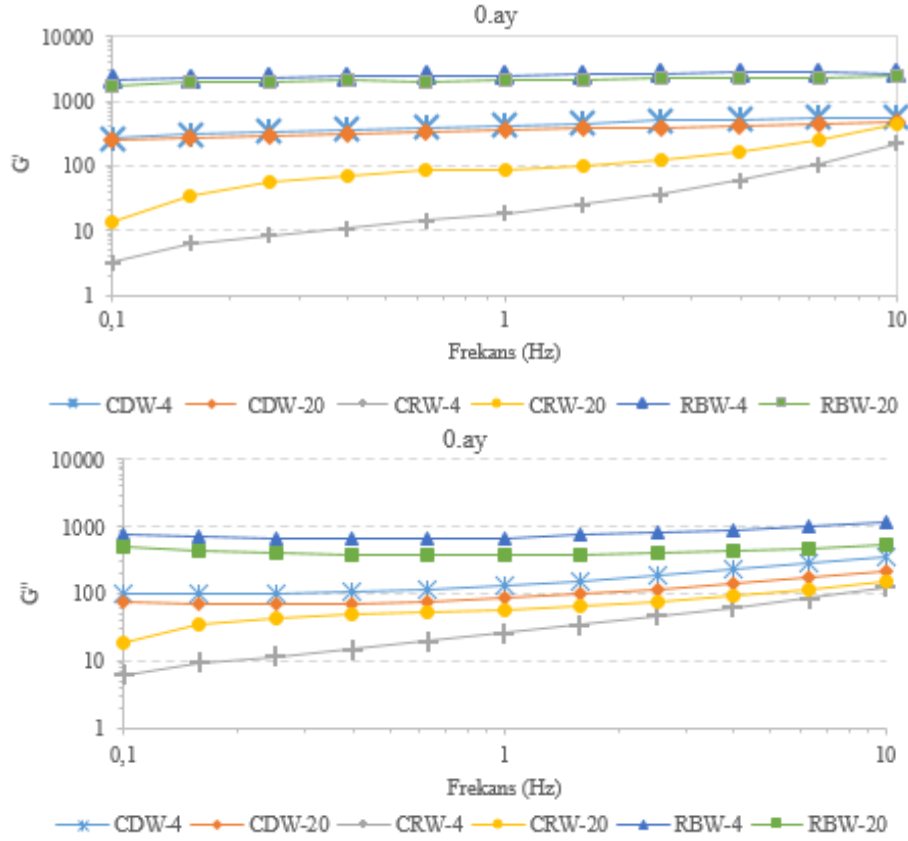 0.ay
10000
1000
100
10
1
G'
0,1 1 10
Frekans (Hz)
CDW-4 CDW-20 CRW-4 CRW-20 RBW-4 RBW-20
0.ay
10000
1000
100
10
1
G''
0,1 1 10
Frekans (Hz)
CDW-4 CDW-20 CRW-4 CRW-20 RBW-4 RBW-20